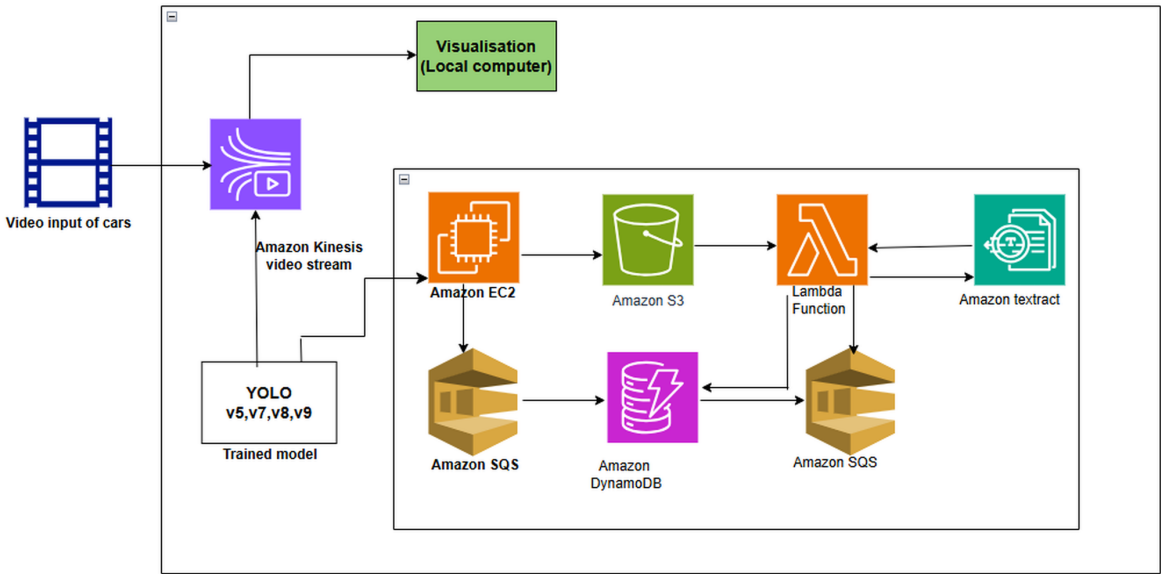 Visualisation
(Local computer)
Video input of cars
Amazon Kinesis
video stream
Amazon EC2
Amazon S3
Lambda
Function
Amazon textract
YOLO
v5,v7,v8,v9
Trained model
Amazon SQS
Amazon
DynamoDB
Amazon SQS